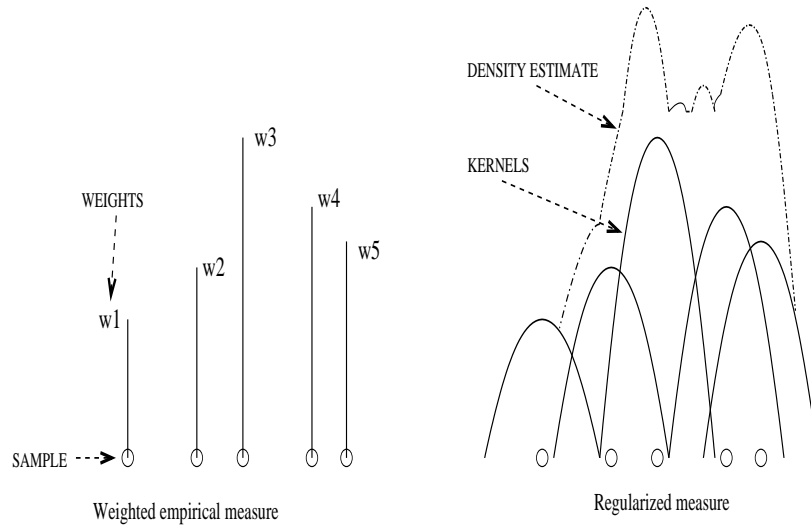 DENSITY ESTIMATE
w3
KERNELS
WEIGHTS
w4
w5
w2
w1
SAMPLE
Weighted empirical measure
Regularized measure